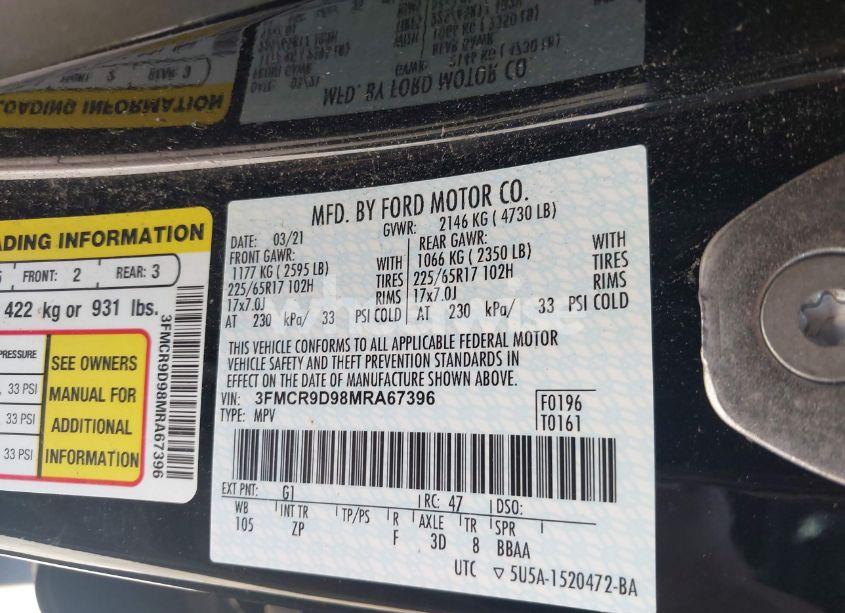 MFD. BY FORD MOTOR CO.
DATE: 03/21 GVWR: 2146 KG ( 4730 LB)
FRONT GAWR: WITH REAR GAWR: WITH
1177 KG ( 2595 LB) TIRES 1066 KG ( 2350 LB) TIRES
225/65R17 102H RIMS 225/65R17 102H RIMS
17x7.0J 17x7.0J
AT 230 kPa/ 33 PSI COLD AT 230 kPa/ 33 PSI COLD
THIS VEHICLE CONFORMS TO ALL APPLICABLE FEDERAL MOTOR
VEHICLE SAFETY AND THEFT PREVENTION STANDARDS IN
EFFECT ON THE DATE OF MANUFACTURE SHOWN ABOVE.
VIN: 3FMCR9D98MRA67396 F0196
TYPE: MPV T0161
EXT PNT: G1 RC: 47 DSO:
WB INT TR TP/PS R AXLE TR SPR
105 ZP F 3D 8 BBAA
UTC ▽ 5U5A-1520472-BA
ADING INFORMATION
FRONT: 2 REAR: 3
422 kg or 931 lbs.
PRESSURE
33 PSI
33 PSI
33 PSI
SEE OWNERS
MANUAL FOR
ADDITIONAL
INFORMATION
3FMCR9D98MRA67396